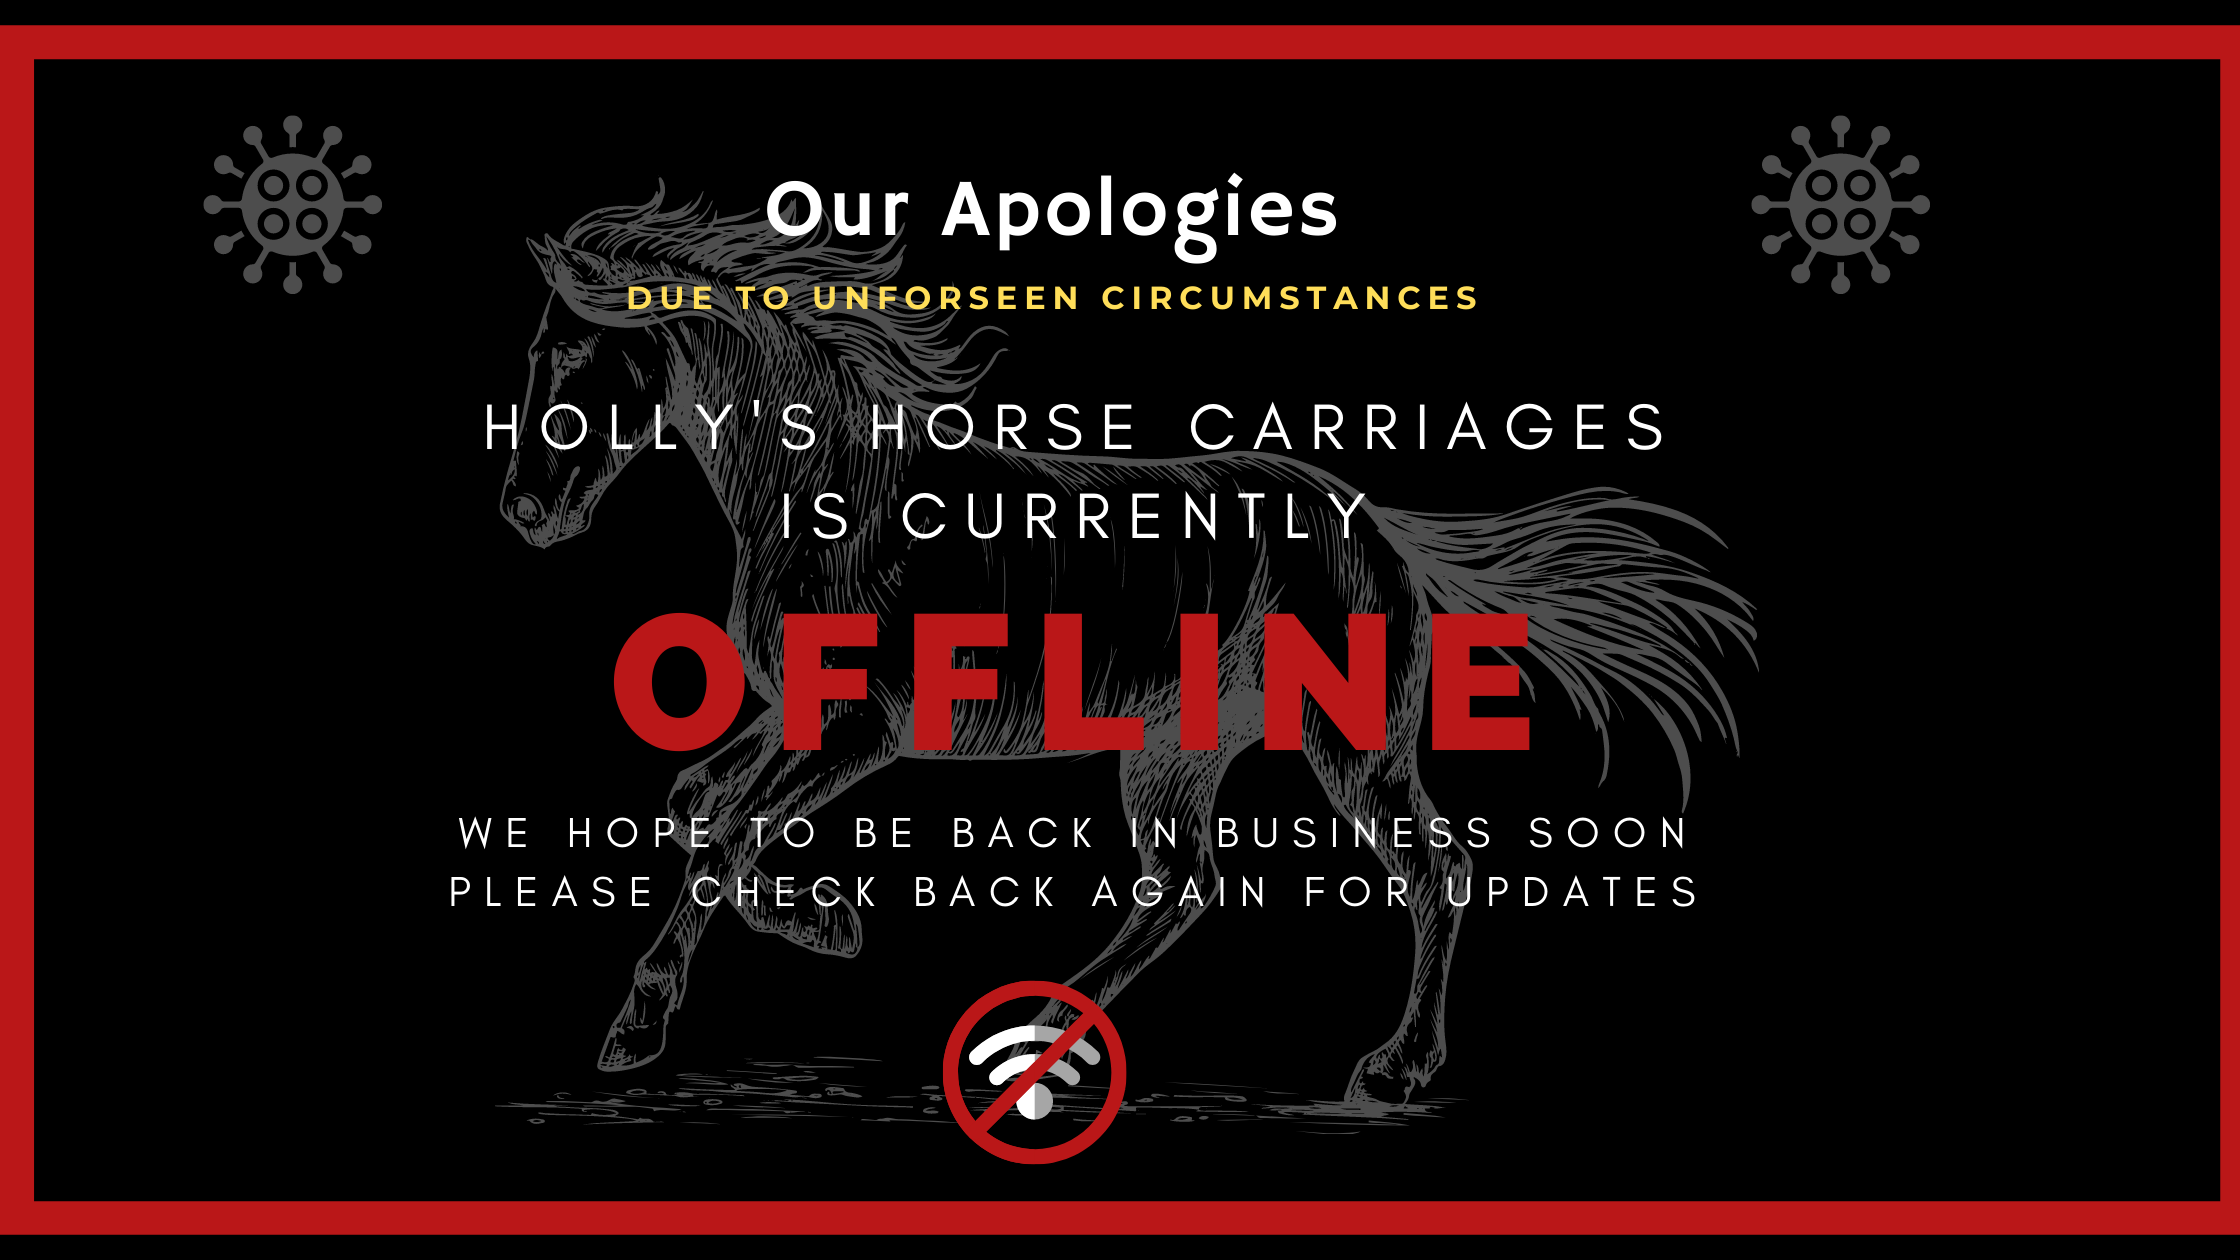 Our Apologies
DUE TO UNFORSEEN CIRCUMSTANCES
HOLLY'S HORSE CARRIAGES
IS CURRENTLY
OFFLINE
WE HOPE TO BE BACK IN BUSINESS SOON
PLEASE CHECK BACK AGAIN FOR UPDATES